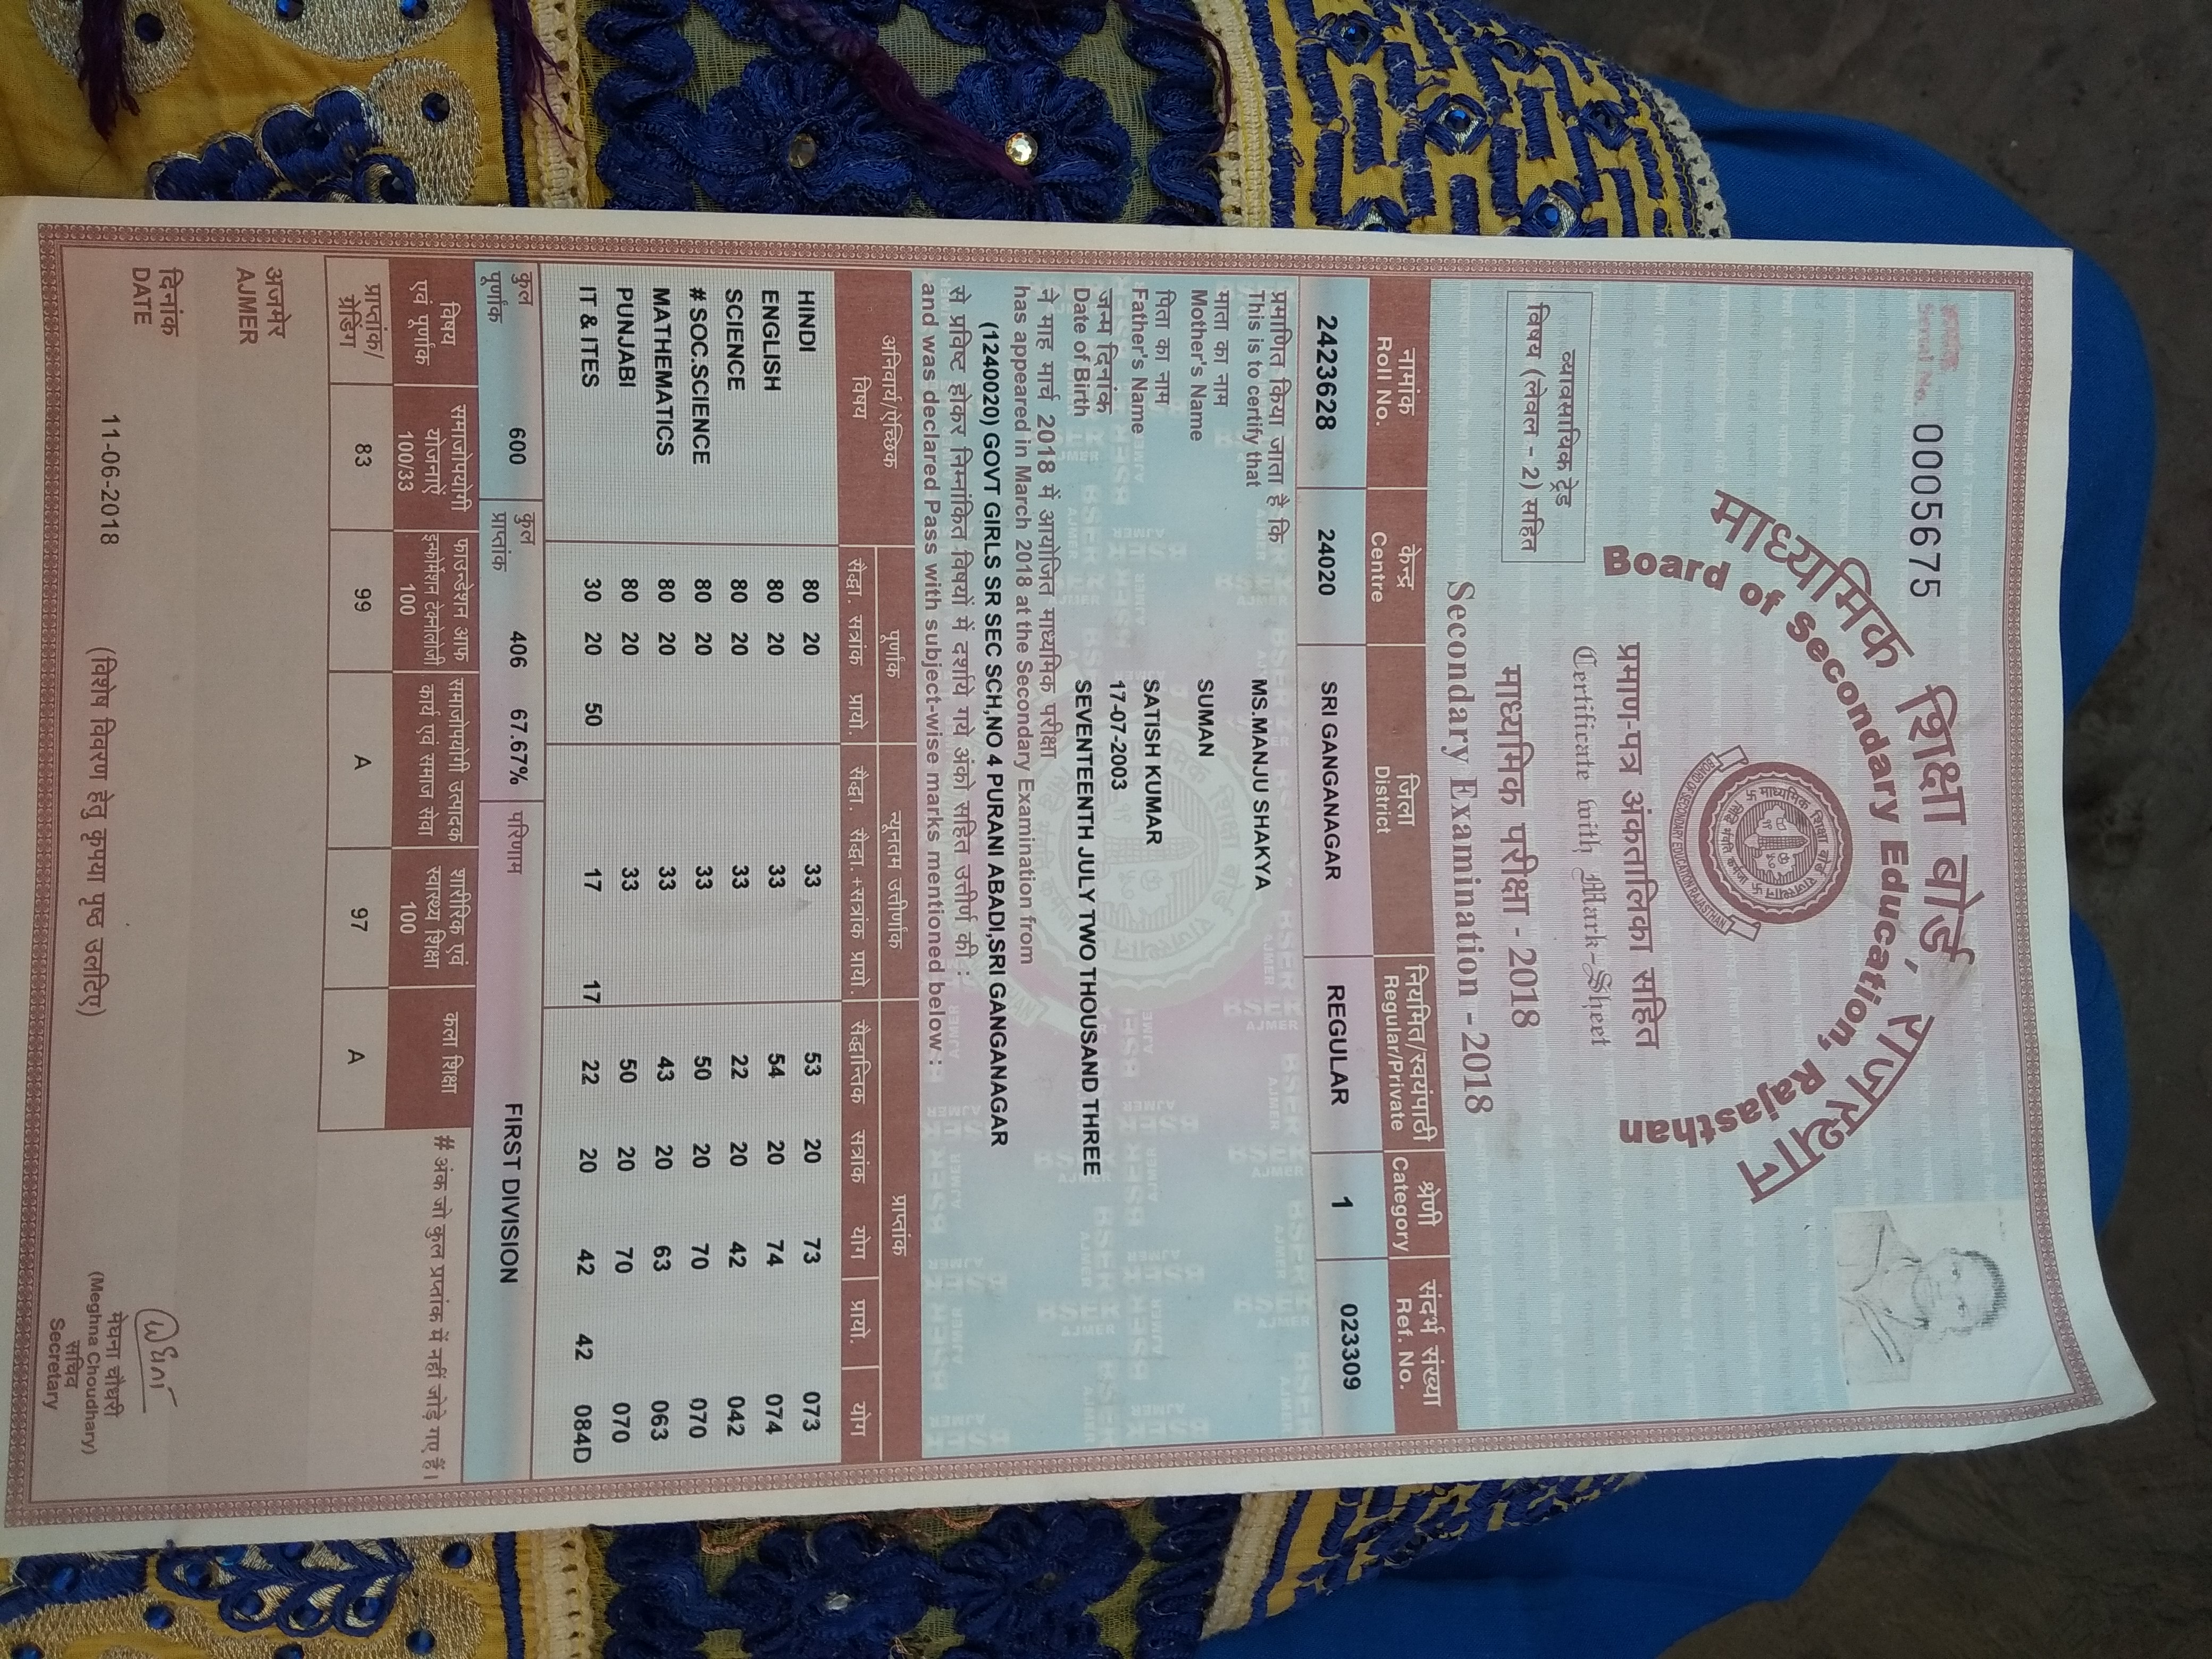 क्रमांक
Serial No. 0005675
माध्यमिक शिक्षा बोर्ड, राजस्थान
Board of Secondary Education, Rajasthan
माध्यमिक शिक्षा बोर्ड राजस्थान
BOARD OF SECONDARY EDUCATION RAJASTHAN
प्रमाण-पत्र अंकतालिका सहित
Certificate with Mark-Sheet
व्यावसायिक ट्रेड
विषय (लेवल - 2) सहित
माध्यमिक परीक्षा - 2018
Secondary Examination - 2018
नामांक केन्द्र जिला नियमित/स्वयंपाठी श्रेणी संदर्भ संख्या
Roll No. Centre District Regular/Private Category Ref. No.
2423628 24020 SRI GANGANAGAR REGULAR 1 023309
प्रमाणित किया जाता है कि
This is to certify that MS.MANJU SHAKYA
माता का नाम
Mother's Name SUMAN
पिता का नाम
Father's Name SATISH KUMAR
जन्म दिनांक 17-07-2003
Date of Birth SEVENTEENTH JULY TWO THOUSAND THREE
ने माह मार्च 2018 में आयोजित माध्यमिक परीक्षा
has appeared in March 2018 at the Secondary Examination from
(1240020) GOVT GIRLS SR SEC SCH,NO 4 PURANI ABADI,SRI GANGANAGAR
से प्रविष्ट होकर निम्नांकित विषयों में दर्शाये गये अंको सहित उत्तीर्ण की :
and was declared Pass with subject-wise marks mentioned below :
अनिवार्य/ऐच्छिक पूर्णांक न्यूनतम उत्तीर्णांक प्राप्तांक
विषय सैद्धा. सत्रांक प्रायो. सैद्धा. सैद्धा.+सत्रांक प्रायो. सैद्धान्तिक सत्रांक योग प्रायो. योग
HINDI 80 20 33 53 20 73 073
ENGLISH 80 20 33 54 20 74 074
SCIENCE 80 20 33 22 20 42 042
# SOC.SCIENCE 80 20 33 50 20 70 070
MATHEMATICS 80 20 33 43 20 63 063
PUNJABI 80 20 33 50 20 70 070
IT & ITES 30 20 50 17 17 22 20 42 42 084D
कुल पूर्णांक 600 कुल प्राप्तांक 406 67.67% परिणाम FIRST DIVISION
विषय एवं पूर्णांक समाजोपयोगी योजनाऐं 100/33 फाउन्डेशन आफ इन्फोर्मेशन टेक्नोलोजी 100 समाजोपयोगी उत्पादक कार्य एवं समाज सेवा शारीरिक एवं स्वास्थ्य शिक्षा 100 कला शिक्षा
# अंक जो कुल प्राप्तांक में नहीं जोड़े गए हैं।
प्राप्तांक/ग्रेडिंग 83 99 A 97 A
अजमेर
AJMER
दिनांक
DATE 11-06-2018
(विशेष विवरण हेतु कृपया पृष्ठ उलटिए)
मेघना चौधरी
(Meghna Choudhary)
सचिव
Secretary